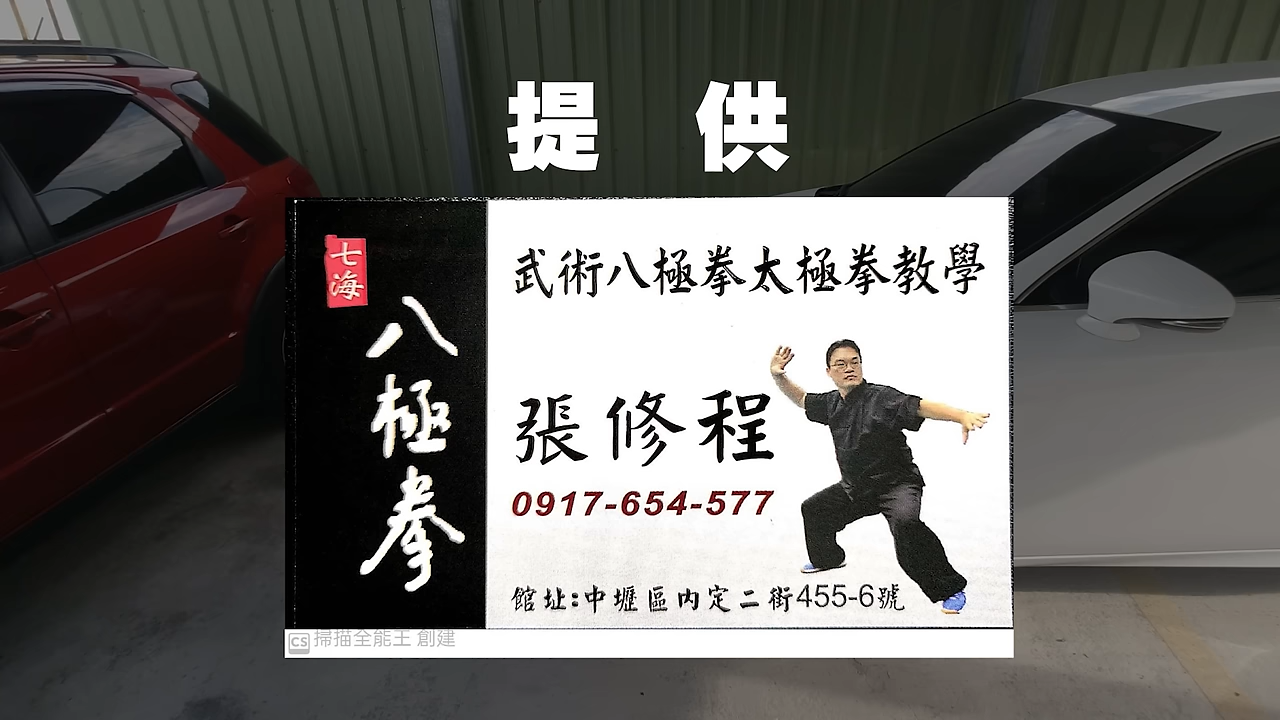 提 供
七海
八極拳
武術八極拳太極拳教學
張修程
0917-654-577
館址:中壢區內定二街455-6號
CS 掃描全能王 創建